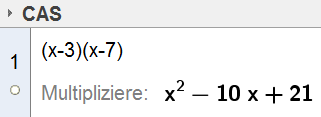 CAS
1
(x-3)(x-7)
Multipliziere: x² − 10 x + 21